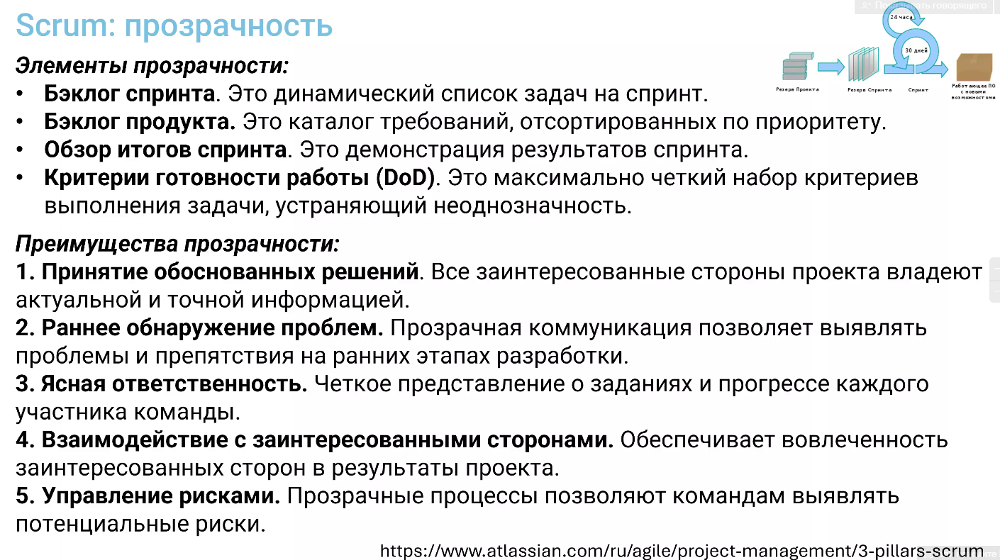 Показывать говорящего
Scrum: прозрачность
24 часа
30 дней
Резерв Проекта
Резерв Спринта
Спринт
Работающее ПО
с новыми
возможностями
Элементы прозрачности:
• Бэклог спринта. Это динамический список задач на спринт.
• Бэклог продукта. Это каталог требований, отсортированных по приоритету.
• Обзор итогов спринта. Это демонстрация результатов спринта.
• Критерии готовности работы (DoD). Это максимально четкий набор критериев
выполнения задачи, устраняющий неоднозначность.
Преимущества прозрачности:
1. Принятие обоснованных решений. Все заинтересованные стороны проекта владеют
актуальной и точной информацией.
2. Раннее обнаружение проблем. Прозрачная коммуникация позволяет выявлять
проблемы и препятствия на ранних этапах разработки.
3. Ясная ответственность. Четкое представление о заданиях и прогрессе каждого
участника команды.
4. Взаимодействие с заинтересованными сторонами. Обеспечивает вовлеченность
заинтересованных сторон в результаты проекта.
5. Управление рисками. Прозрачные процессы позволяют командам выявлять
потенциальные риски.
https://www.atlassian.com/ru/agile/project-management/3-pillars-scrum